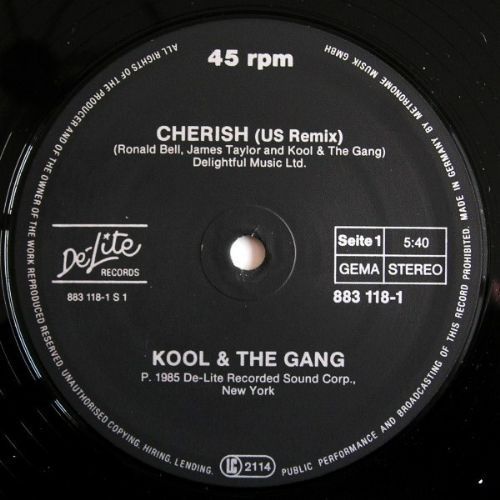 45 rpm
CHERISH (US Remix)
(Ronald Bell, James Taylor and Kool & The Gang)
Delightful Music Ltd.
De-Lite
RECORDS
883 118-1 S 1
Seite 1
5:40
GEMA
STEREO
883 118-1
KOOL & THE GANG
P. 1985 De-Lite Recorded Sound Corp.,
New York
ALL RIGHTS OF THE PRODUCER AND OF THE OWNER OF THE WORK REPRODUCED RESERVED. UNAUTHORISED COPYING, HIRING, LENDING, LC 2114 PUBLIC PERFORMANCE AND BROADCASTING OF THIS RECORD PROHIBITED. MADE IN GERMANY BY METRONOME MUSIK GMBH